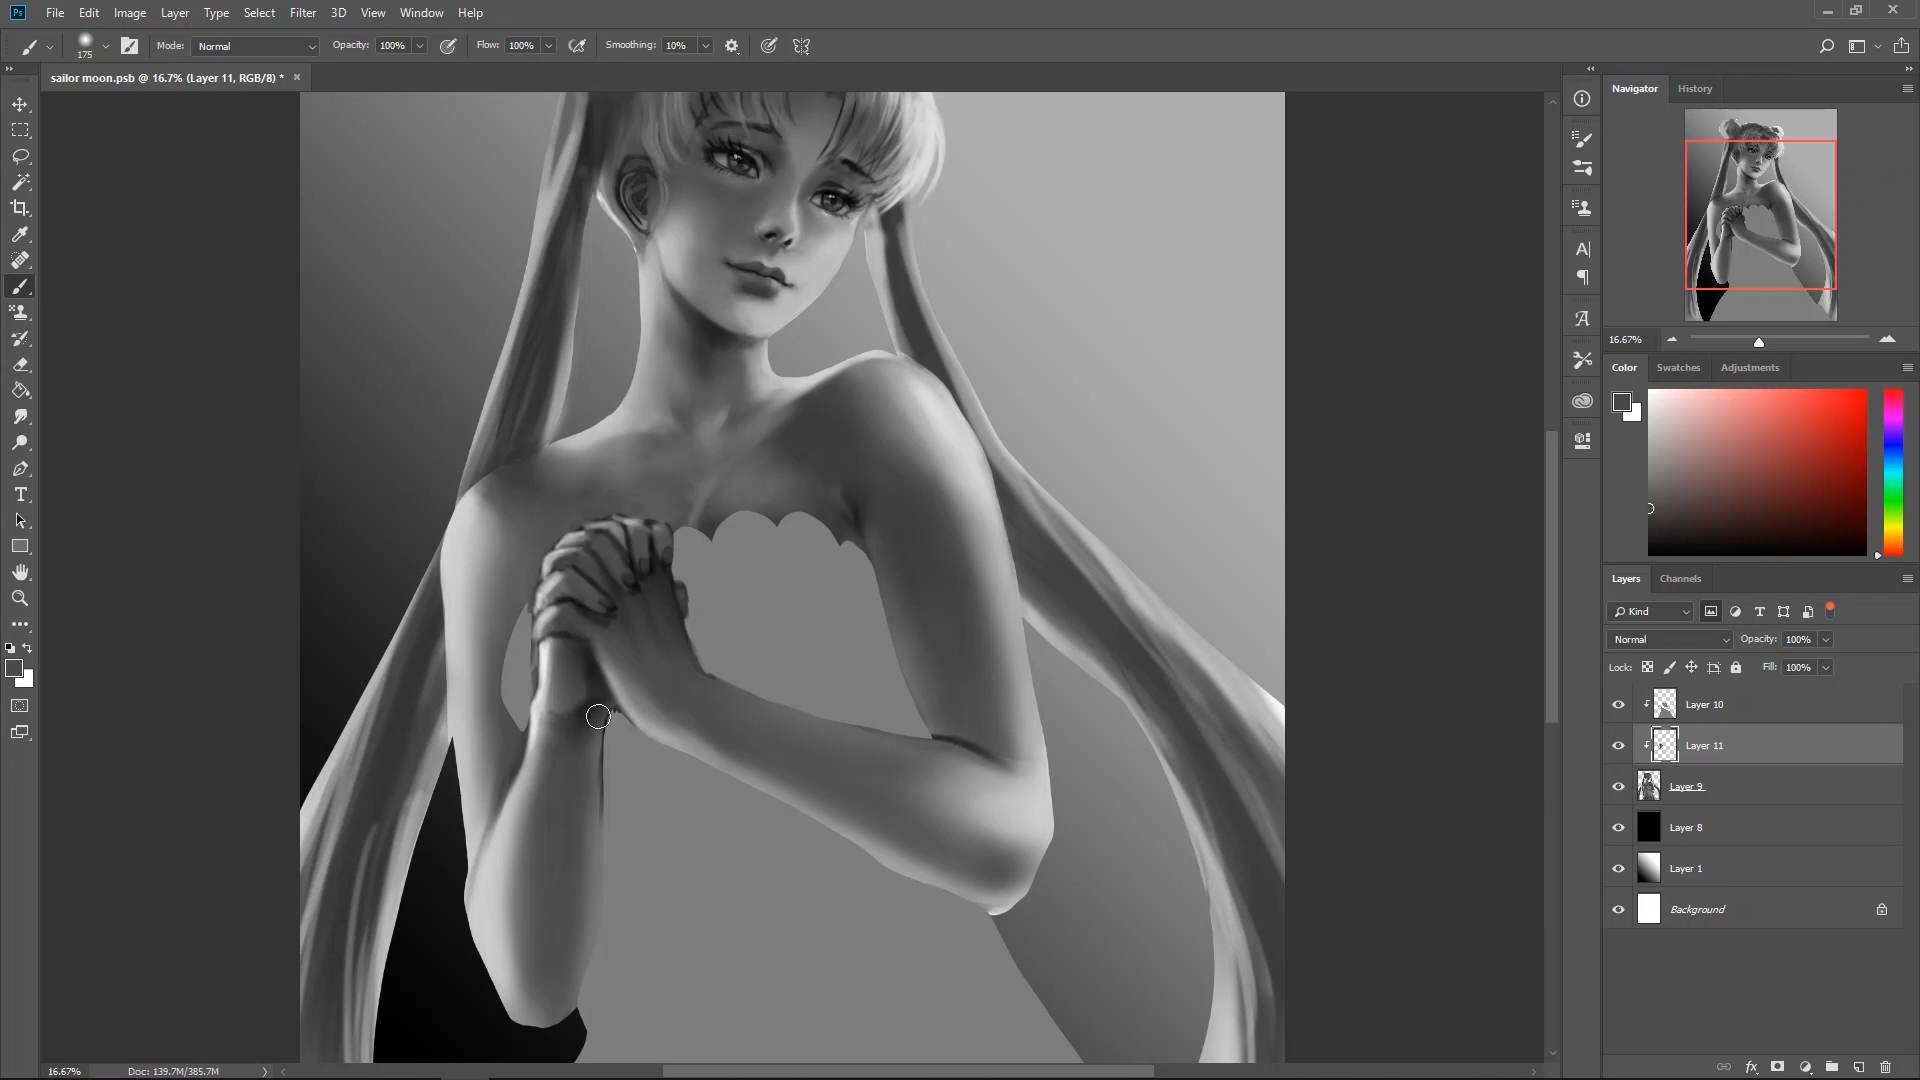 Ps File Edit Image Layer Type Select Filter 3D View Window Help
175 Mode: Normal Opacity: 100% Flow: 100% Smoothing: 10%
sailor moon.psb @ 16.7% (Layer 11, RGB/8) *
Navigator History
16.67%
Color Swatches Adjustments
Layers Channels
Kind
Normal Opacity: 100%
Lock: Fill: 100%
Layer 10
Layer 11
Layer 9
Layer 8
Layer 1
Background
16.67% Doc: 139.7M/385.7M